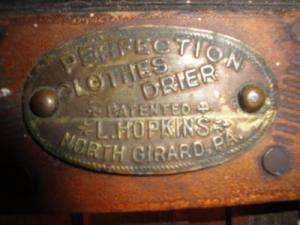 PERFECTION
CLOTHES
DRIER
PATENTED
L. HOPKINS
NORTH GIRARD, PA.